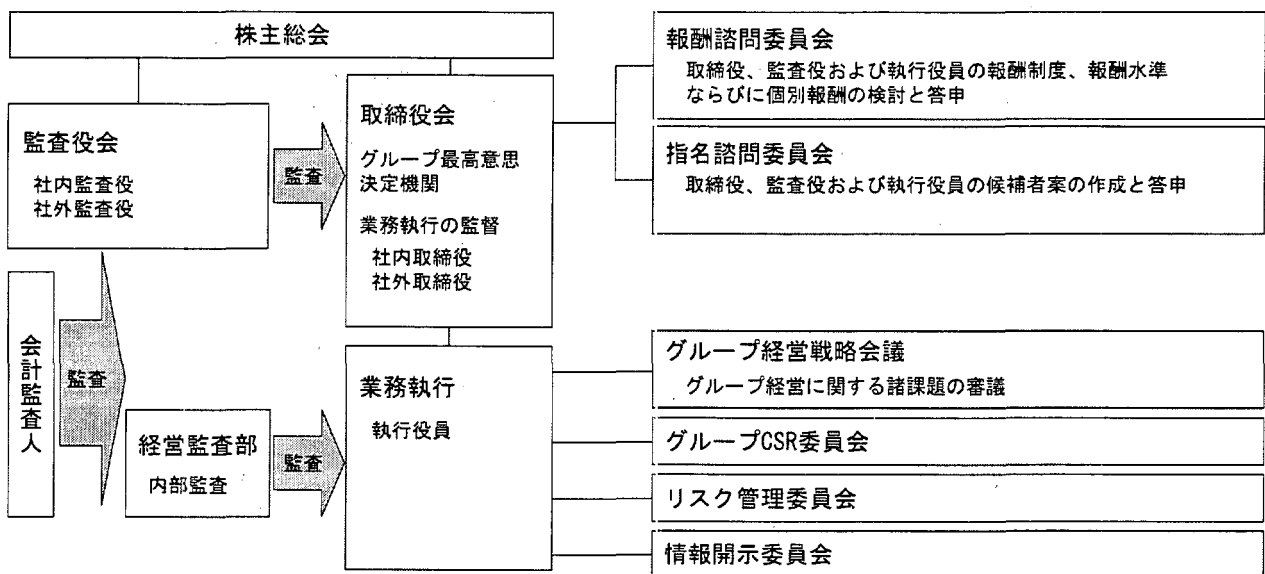 株主総会
監査役会
社内監査役
社外監査役
監査
取締役会
グループ最高意思
決定機関
業務執行の監督
社内取締役
社外取締役
報酬諮問委員会
取締役、監査役および執行役員の報酬制度、報酬水準
ならびに個別報酬の検討と答申
指名諮問委員会
取締役、監査役および執行役員の候補者案の作成と答申
会計監査人
監査
経営監査部
内部監査
監査
業務執行
執行役員
グループ経営戦略会議
グループ経営に関する諸課題の審議
グループCSR委員会
リスク管理委員会
情報開示委員会